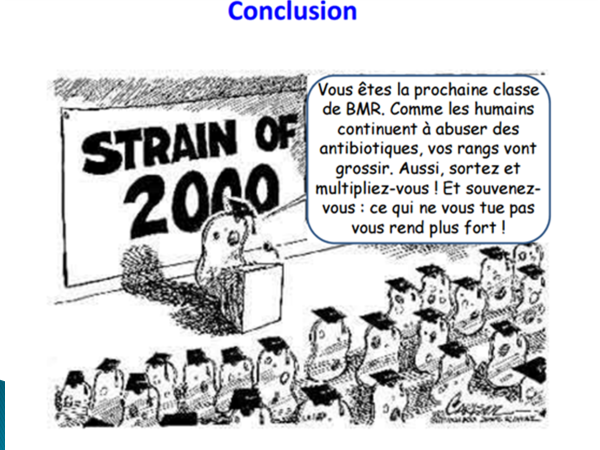 Conclusion
STRAIN OF
2000
Vous êtes la prochaine classe
de BMR. Comme les humains
continuent à abuser des
antibiotiques, vos rangs vont
grossir. Aussi, sortez et
multipliez-vous ! Et souvenez-
vous : ce qui ne vous tue pas
vous rend plus fort !